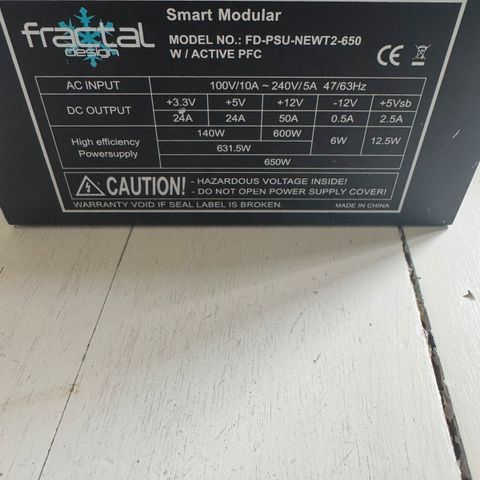 fractal
design
Smart Modular
MODEL NO.: FD-PSU-NEWT2-650
W / ACTIVE PFC
CE
AC INPUT 100V/10A ~ 240V/5A 47/63Hz
DC OUTPUT +3.3V +5V +12V -12V +5Vsb
24A 24A 50A 0.5A 2.5A
High efficiency
Powersupply
140W 600W 6W 12.5W
631.5W
650W
CAUTION! - HAZARDOUS VOLTAGE INSIDE!
- DO NOT OPEN POWER SUPPLY COVER!
WARRANTY VOID IF SEAL LABEL IS BROKEN. MADE IN CHINA